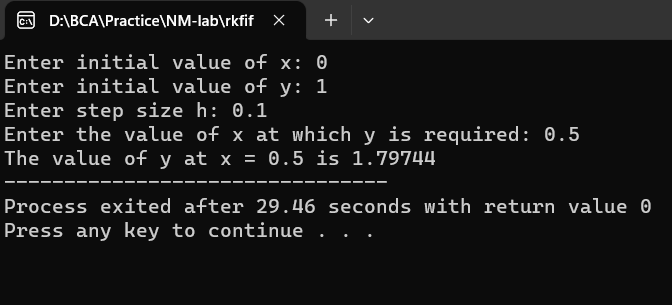 D:\BCA\Practice\NM-lab\rkfif
Enter initial value of x: 0
Enter initial value of y: 1
Enter step size h: 0.1
Enter the value of x at which y is required: 0.5
The value of y at x = 0.5 is 1.79744
--------------------------------
Process exited after 29.46 seconds with return value 0
Press any key to continue . . .